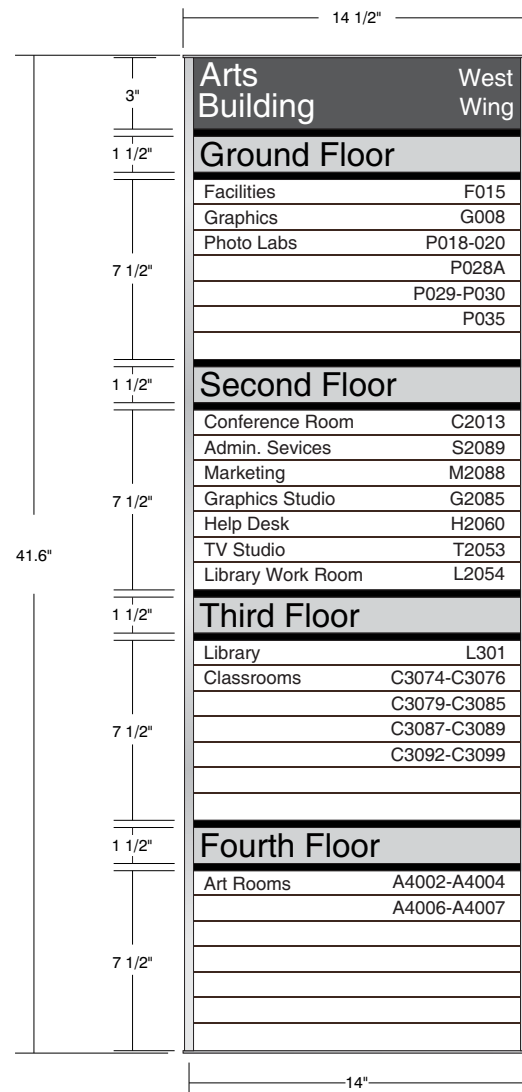 14 1/2"
3"
Arts West
Building Wing
1 1/2"
Ground Floor
7 1/2"
Facilities F015
Graphics G008
Photo Labs P018-020
P028A
P029-P030
P035
1 1/2"
Second Floor
41.6"
7 1/2"
Conference Room C2013
Admin. Sevices S2089
Marketing M2088
Graphics Studio G2085
Help Desk H2060
TV Studio T2053
Library Work Room L2054
1 1/2"
Third Floor
7 1/2"
Library L301
Classrooms C3074-C3076
C3079-C3085
C3087-C3089
C3092-C3099
1 1/2"
Fourth Floor
7 1/2"
Art Rooms A4002-A4004
A4006-A4007
14"